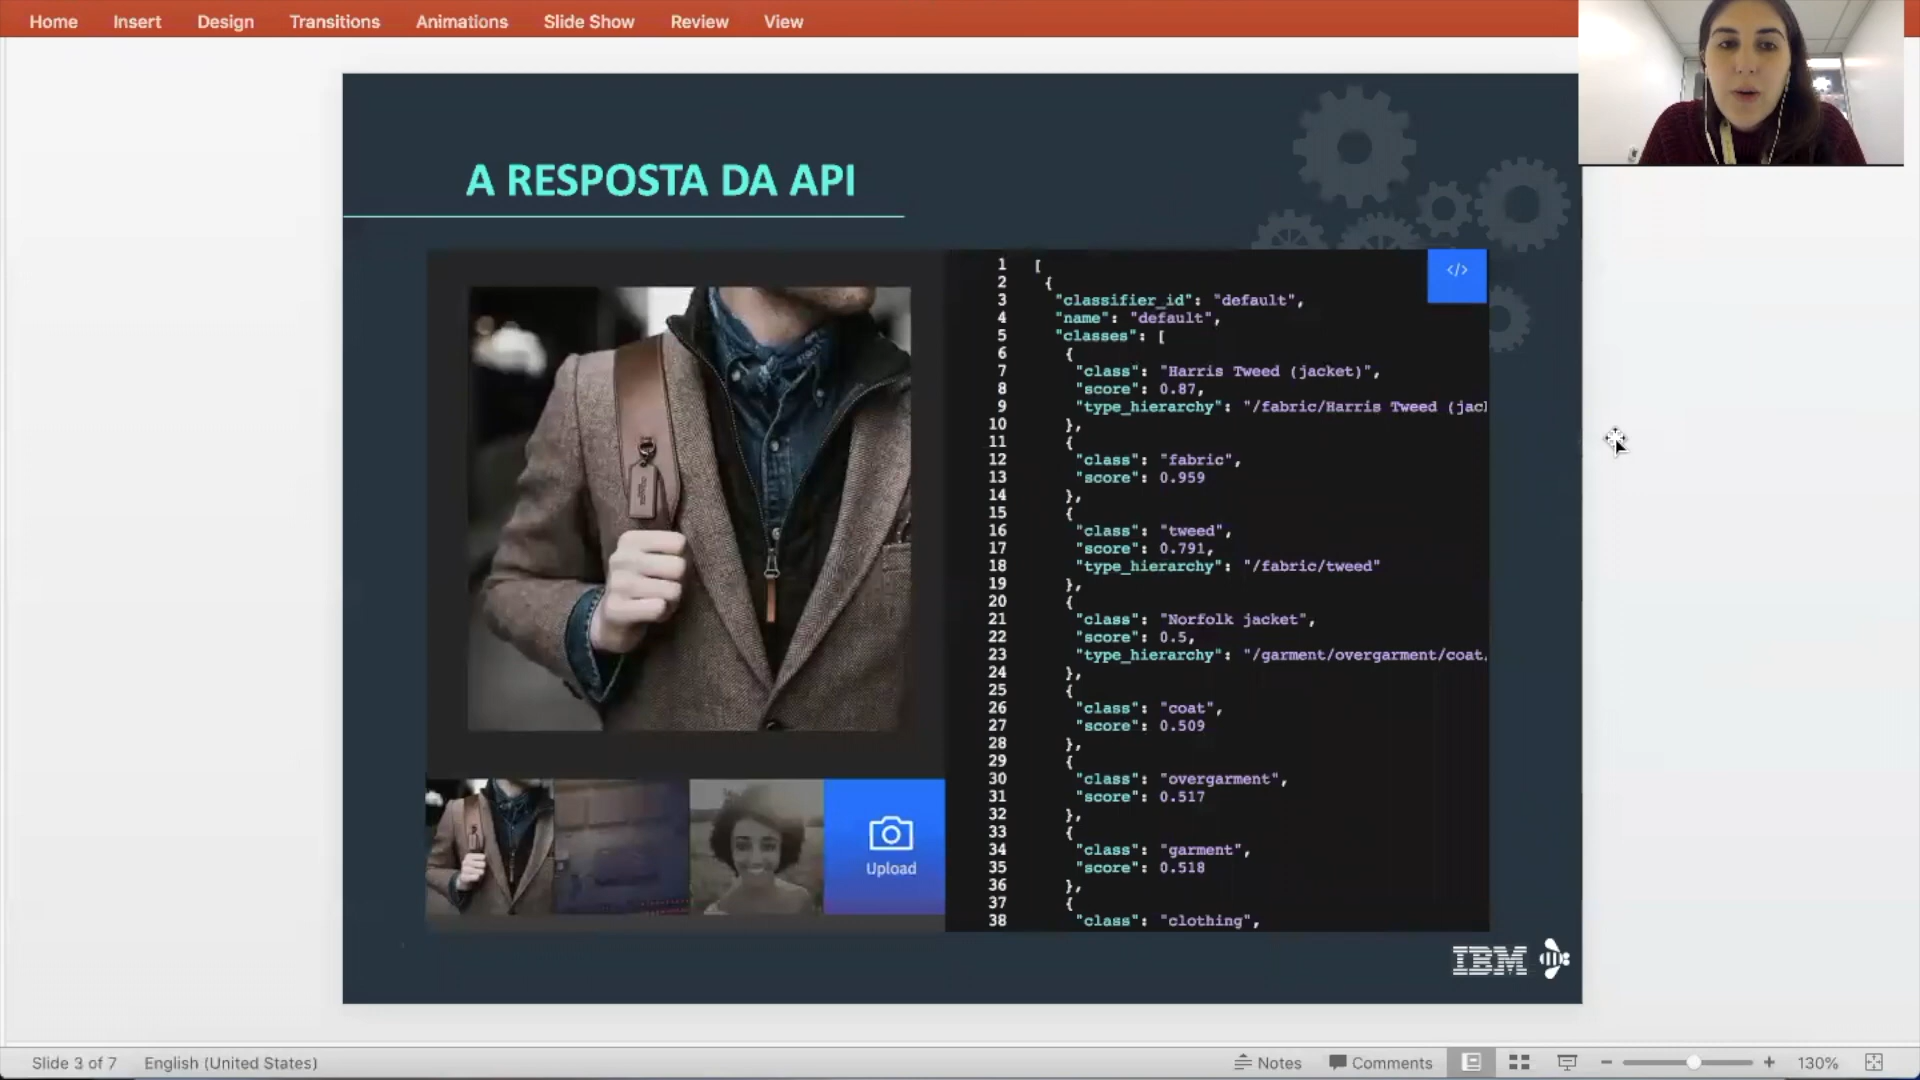 Home Insert Design Transitions Animations Slide Show Review View
A RESPOSTA DA API
</>
1 [
2 {
3 "classifier_id": "default",
4 "name": "default",
5 "classes": [
6 {
7 "class": "Harris Tweed (jacket)",
8 "score": 0.87,
9 "type_hierarchy": "/fabric/Harris Tweed (jac
10 },
11 {
12 "class": "fabric",
13 "score": 0.959
14 },
15 {
16 "class": "tweed",
17 "score": 0.791,
18 "type_hierarchy": "/fabric/tweed"
19 },
20 {
21 "class": "Norfolk jacket",
22 "score": 0.5,
23 "type_hierarchy": "/garment/overgarment/coat,
24 },
25 {
26 "class": "coat",
27 "score": 0.509
28 },
29 {
30 "class": "overgarment",
31 "score": 0.517
32 },
33 {
34 "class": "garment",
35 "score": 0.518
36 },
37 {
38 "class": "clothing",
Upload
IBM
Slide 3 of 7 English (United States) Notes Comments 130%